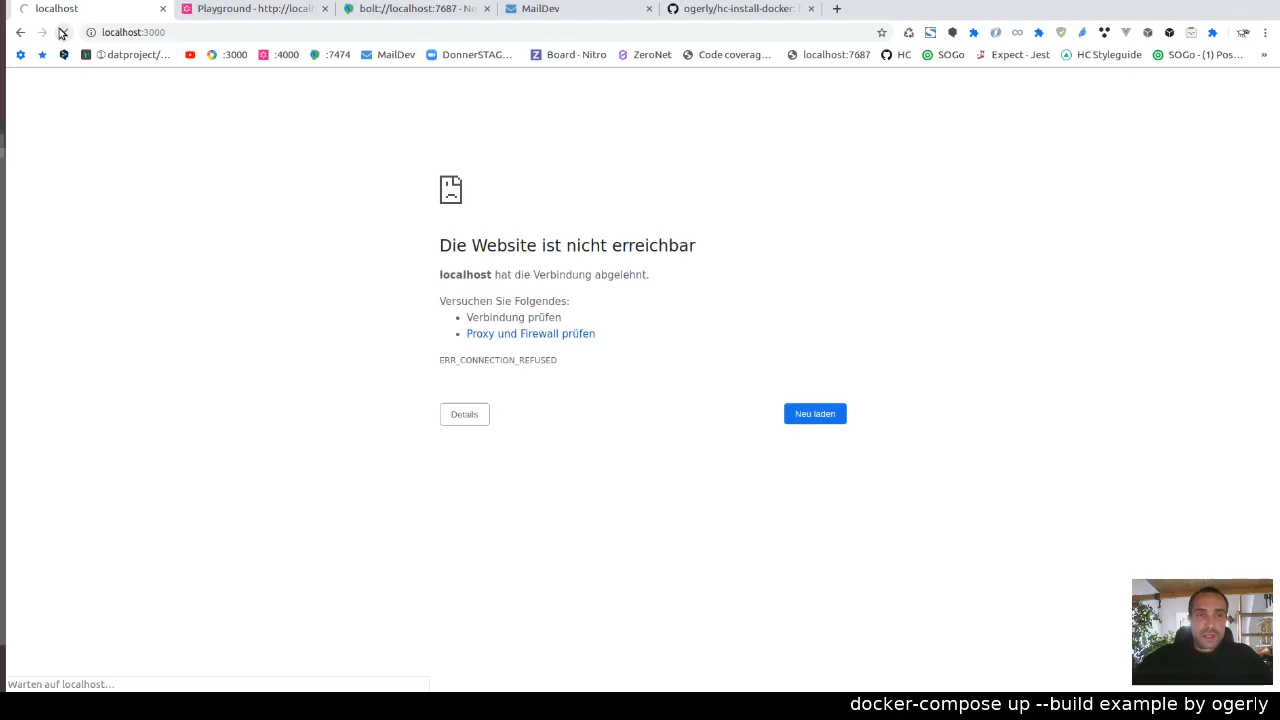 localhost
Playground - http://locall
bolt://localhost:7687 - Ne
MailDev
ogerly/hc-install-docker:
localhost:3000
datproject/...
:3000
:4000
:7474
MailDev
DonnerSTAG...
Board · Nitro
ZeroNet
Code coverag...
localhost:7687
HC
SOGo
Expect · Jest
HC Styleguide
SOGo - (1) Pos...
»
Die Website ist nicht erreichbar
localhost hat die Verbindung abgelehnt.
Versuchen Sie Folgendes:
• Verbindung prüfen
• Proxy und Firewall prüfen
ERR_CONNECTION_REFUSED
Details
Neu laden
Warten auf localhost...
docker-compose up --build example by ogerly